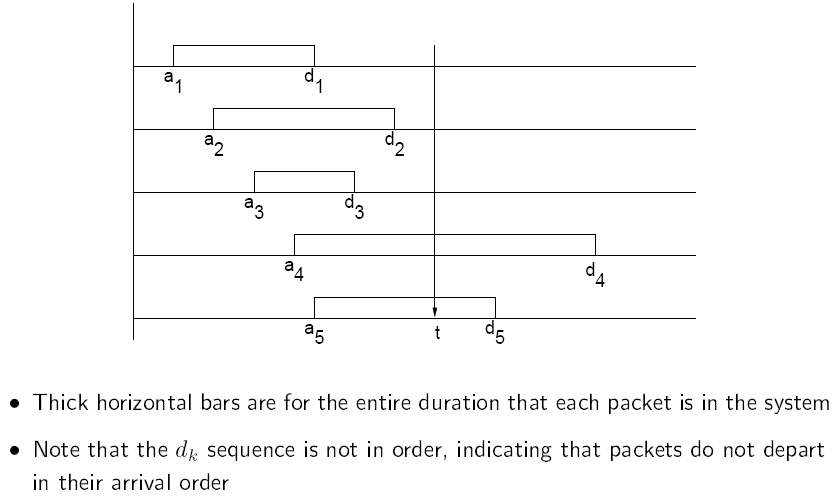 a1 d1
a2 d2
a3 d3
a4 d4
a5 t d5
• Thick horizontal bars are for the entire duration that each packet is in the system
• Note that the dk sequence is not in order, indicating that packets do not depart
in their arrival order